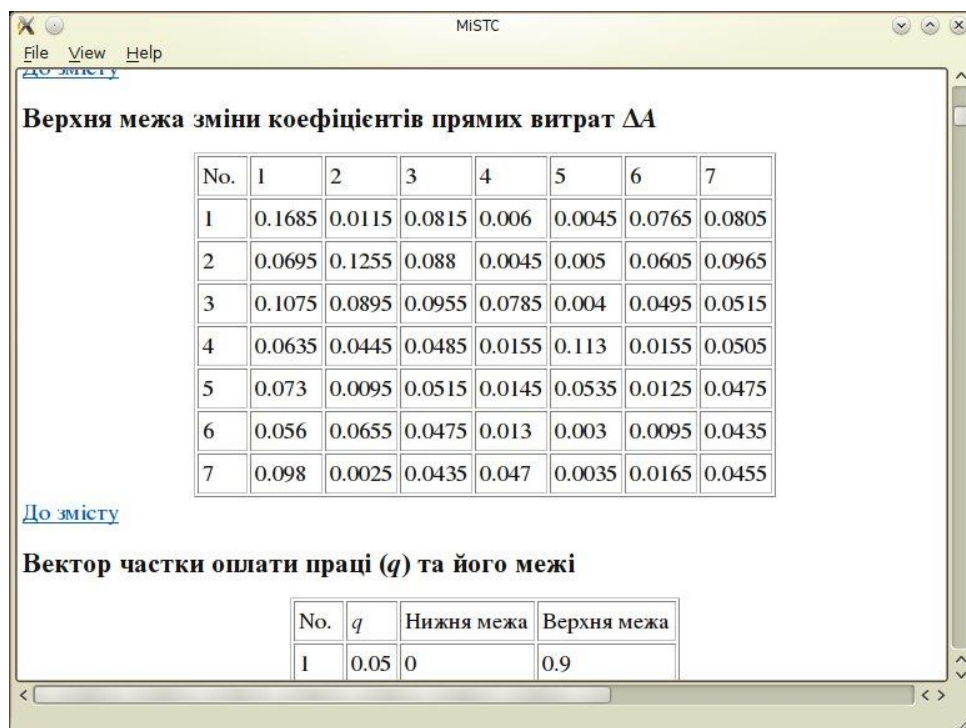 MiSTC
File View Help
До змісту
Верхня межа зміни коефіцієнтів прямих витрат ΔA
No. 1 2 3 4 5 6 7
1 0.1685 0.0115 0.0815 0.006 0.0045 0.0765 0.0805
2 0.0695 0.1255 0.088 0.0045 0.005 0.0605 0.0965
3 0.1075 0.0895 0.0955 0.0785 0.004 0.0495 0.0515
4 0.0635 0.0445 0.0485 0.0155 0.113 0.0155 0.0505
5 0.073 0.0095 0.0515 0.0145 0.0535 0.0125 0.0475
6 0.056 0.0655 0.0475 0.013 0.003 0.0095 0.0435
7 0.098 0.0025 0.0435 0.047 0.0035 0.0165 0.0455
До змісту
Вектор частки оплати праці (q) та його межі
No. q Нижня межа Верхня межа
1 0.05 0 0.9